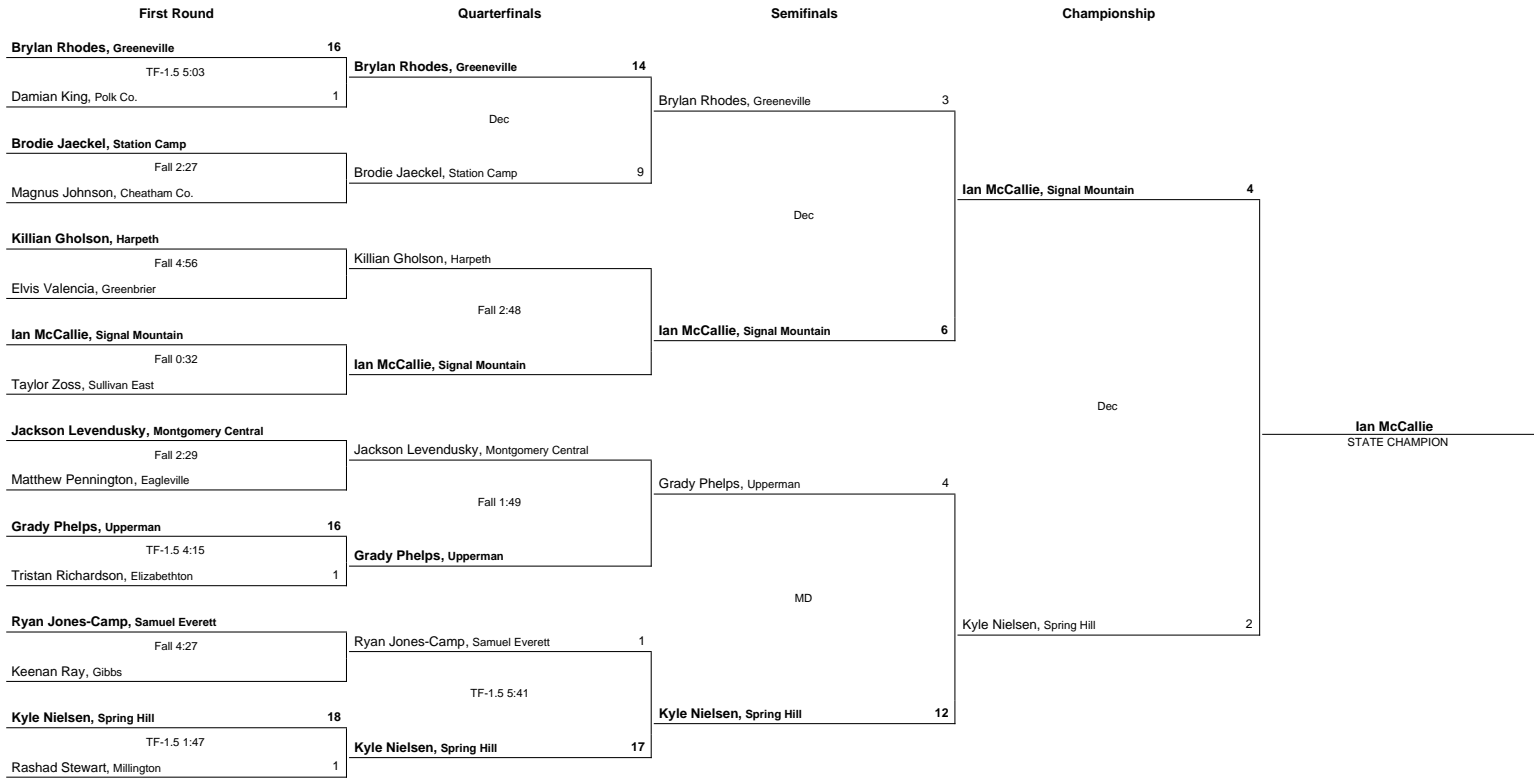 First Round
Quarterfinals
Semifinals
Championship
Brylan Rhodes, Greeneville 16
TF-1.5 5:03
Damian King, Polk Co. 1
Brodie Jaeckel, Station Camp
Fall 2:27
Magnus Johnson, Cheatham Co.
Killian Gholson, Harpeth
Fall 4:56
Elvis Valencia, Greenbrier
Ian McCallie, Signal Mountain
Fall 0:32
Taylor Zoss, Sullivan East
Jackson Levendusky, Montgomery Central
Fall 2:29
Matthew Pennington, Eagleville
Grady Phelps, Upperman 16
TF-1.5 4:15
Tristan Richardson, Elizabethton 1
Ryan Jones-Camp, Samuel Everett
Fall 4:27
Keenan Ray, Gibbs
Kyle Nielsen, Spring Hill 18
TF-1.5 1:47
Rashad Stewart, Millington 1
Brylan Rhodes, Greeneville 14
Dec
Brodie Jaeckel, Station Camp 9
Killian Gholson, Harpeth
Fall 2:48
Ian McCallie, Signal Mountain
Jackson Levendusky, Montgomery Central
Fall 1:49
Grady Phelps, Upperman
Ryan Jones-Camp, Samuel Everett 1
TF-1.5 5:41
Kyle Nielsen, Spring Hill 17
Brylan Rhodes, Greeneville 3
Dec
Ian McCallie, Signal Mountain 6
Grady Phelps, Upperman 4
MD
Kyle Nielsen, Spring Hill 12
Ian McCallie, Signal Mountain 4
Dec
Kyle Nielsen, Spring Hill 2
Ian McCallie
STATE CHAMPION